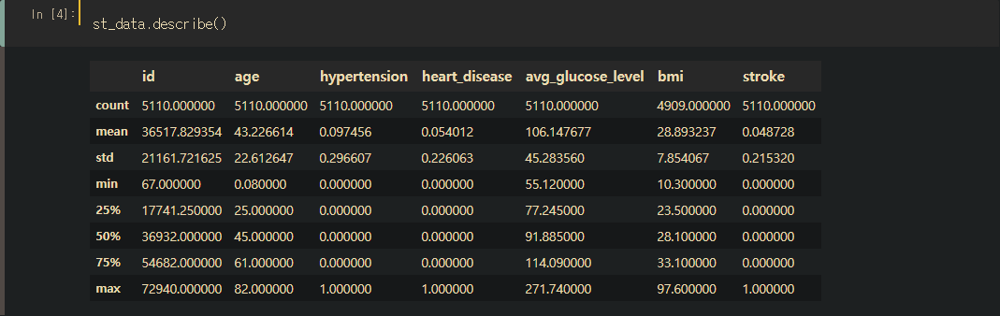 In [4]:
st_data.describe()
id age hypertension heart_disease avg_glucose_level bmi stroke
count 5110.000000 5110.000000 5110.000000 5110.000000 5110.000000 4909.000000 5110.000000
mean 36517.829354 43.226614 0.097456 0.054012 106.147677 28.893237 0.048728
std 21161.721625 22.612647 0.296607 0.226063 45.283560 7.854067 0.215320
min 67.000000 0.080000 0.000000 0.000000 55.120000 10.300000 0.000000
25% 17741.250000 25.000000 0.000000 0.000000 77.245000 23.500000 0.000000
50% 36932.000000 45.000000 0.000000 0.000000 91.885000 28.100000 0.000000
75% 54682.000000 61.000000 0.000000 0.000000 114.090000 33.100000 0.000000
max 72940.000000 82.000000 1.000000 1.000000 271.740000 97.600000 1.000000